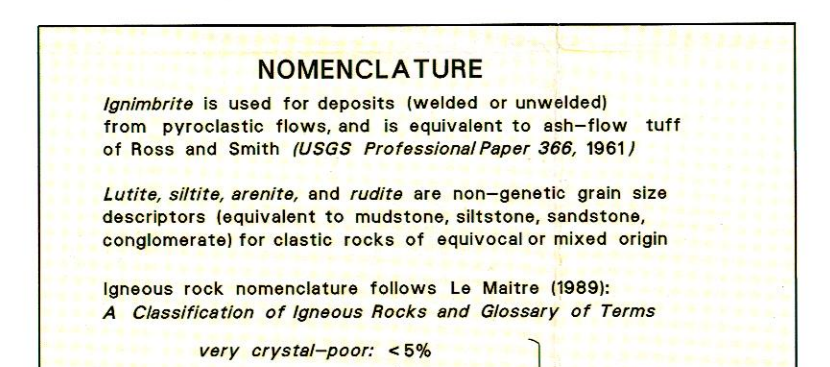 NOMENCLATURE
Ignimbrite is used for deposits (welded or unwelded)
from pyroclastic flows, and is equivalent to ash-flow tuff
of Ross and Smith (USGS Professional Paper 366, 1961)
Lutite, siltite, arenite, and rudite are non-genetic grain size
descriptors (equivalent to mudstone, siltstone, sandstone,
conglomerate) for clastic rocks of equivocal or mixed origin
Igneous rock nomenclature follows Le Maitre (1989):
A Classification of Igneous Rocks and Glossary of Terms
very crystal-poor: <5%